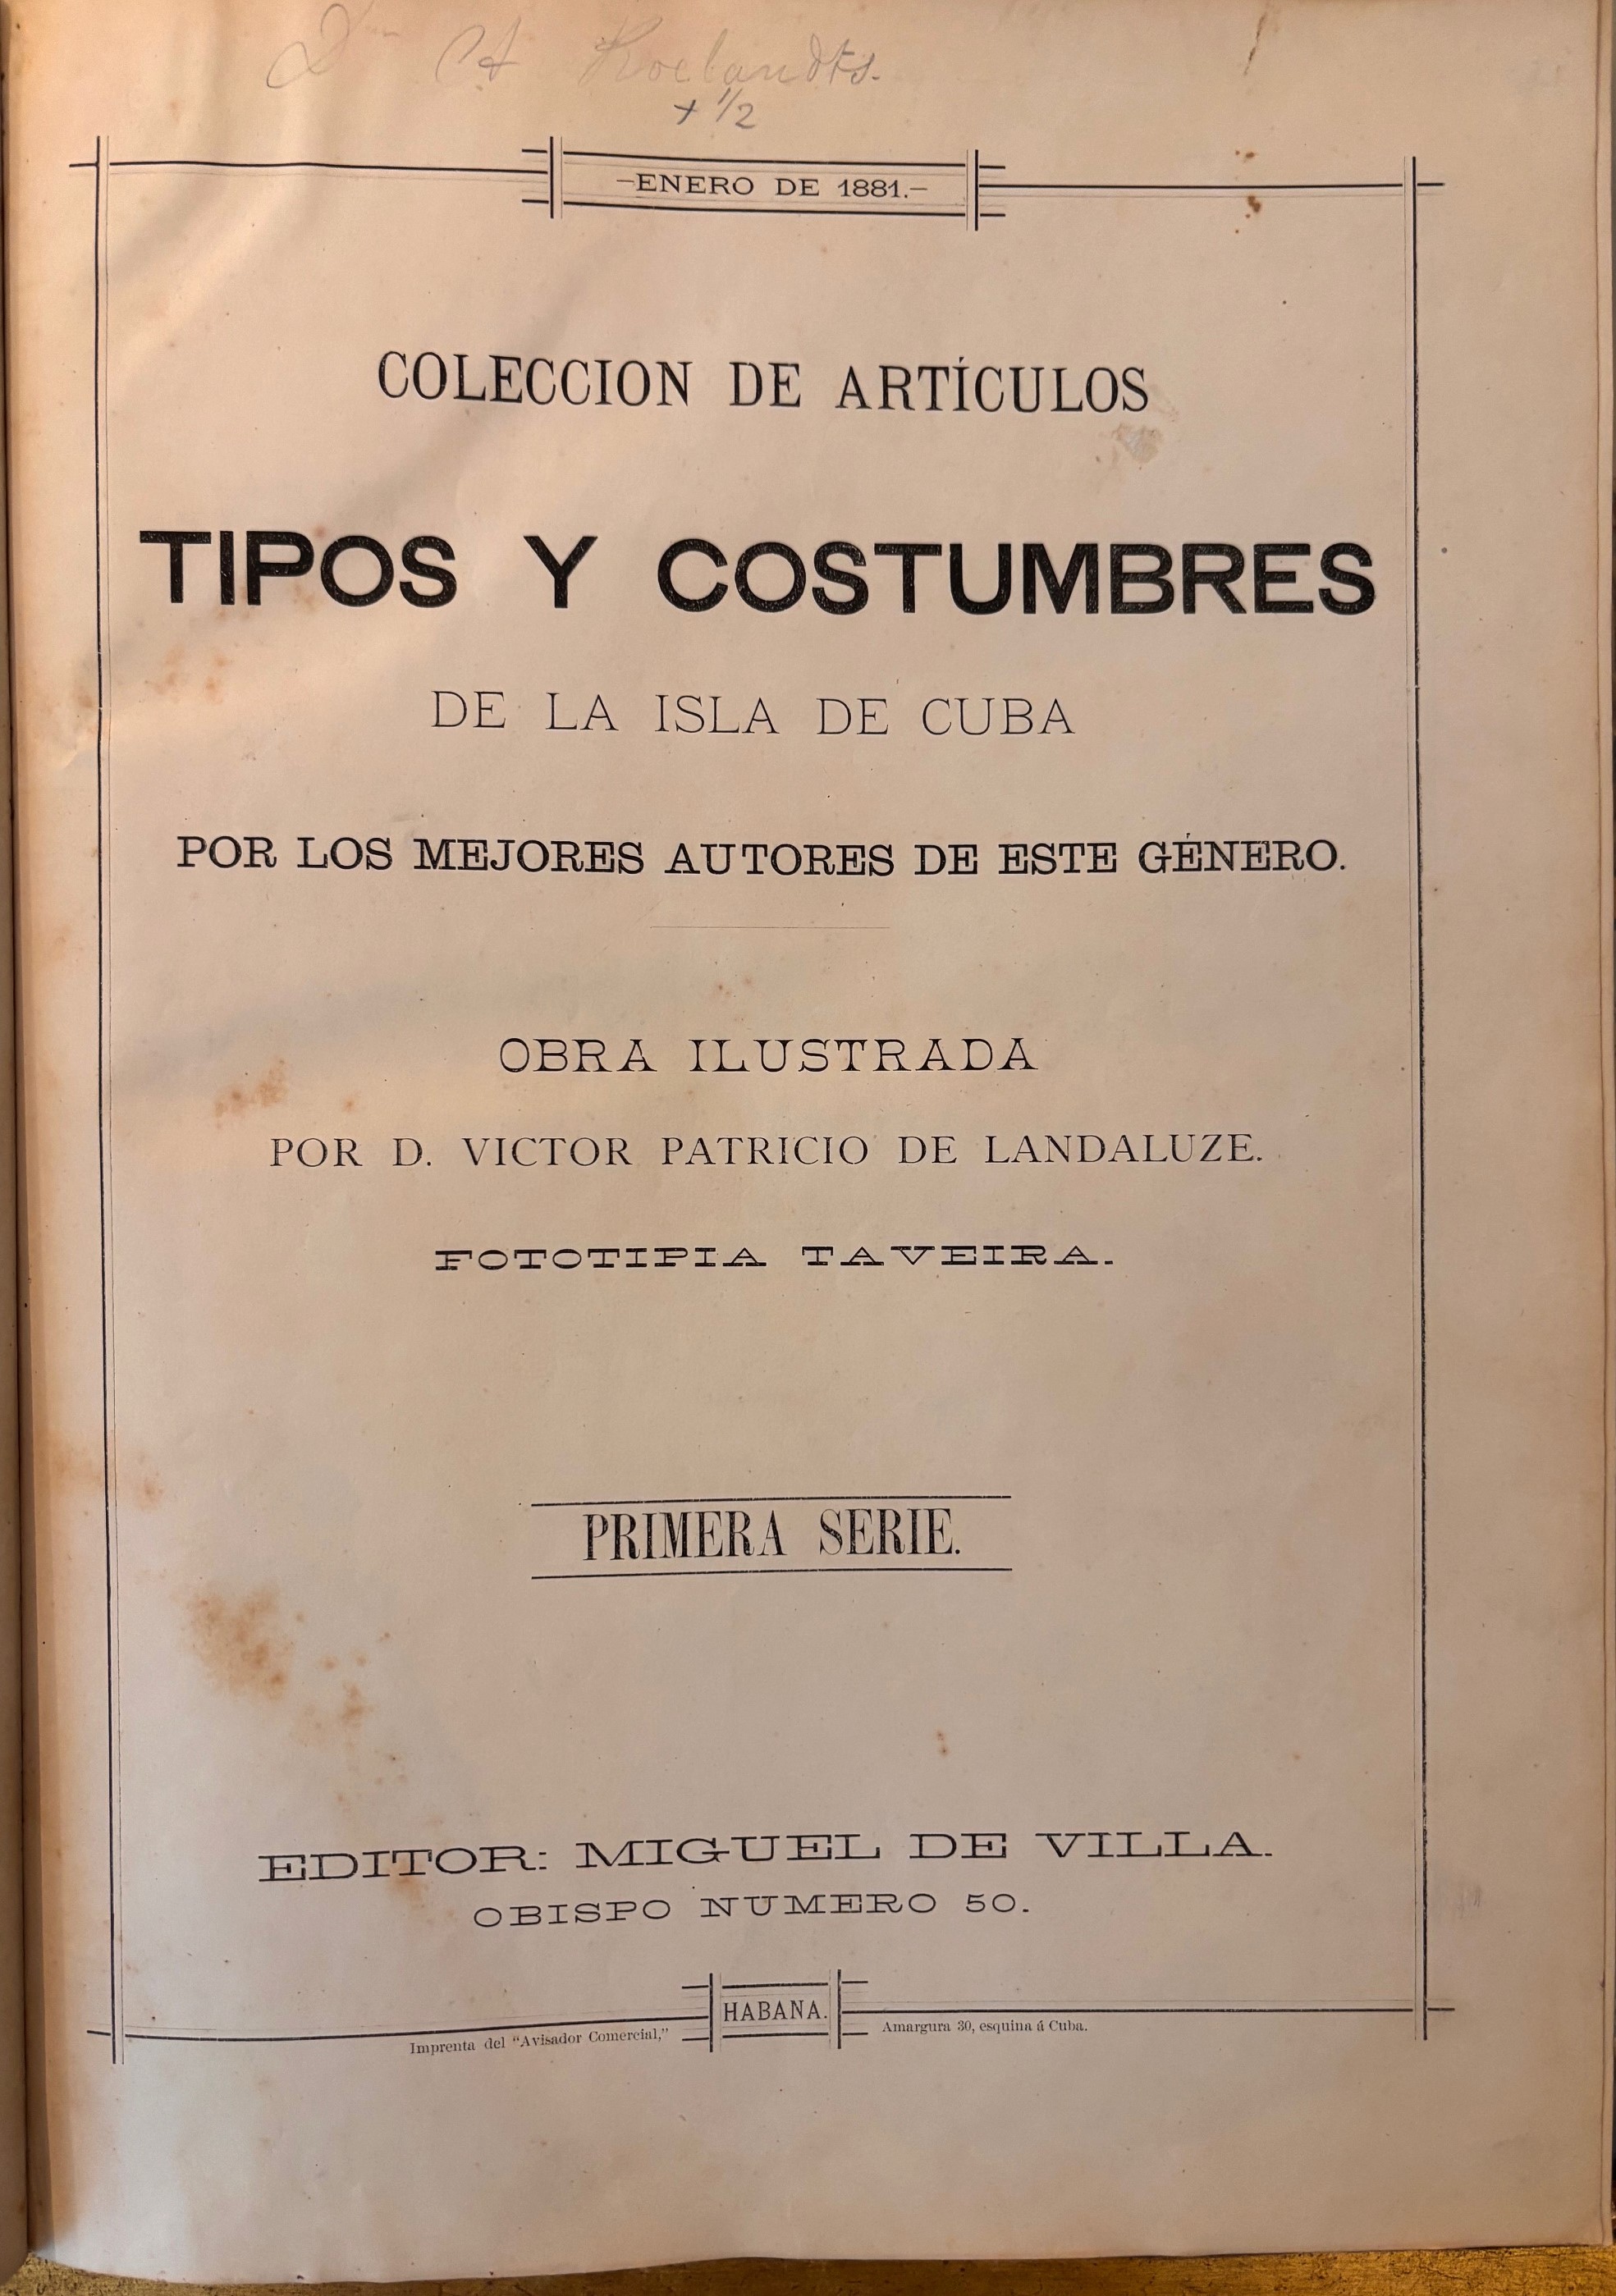 A
+ 1/2
-ENERO DE 1881.-
COLECCION DE ARTÍCULOS
TIPOS Y COSTUMBRES
DE LA ISLA DE CUBA
POR LOS MEJORES AUTORES DE ESTE GÉNERO.
OBRA ILUSTRADA
POR D. VICTOR PATRICIO DE LANDALUZE.
FOTOTIPIA TAVEIRA.
PRIMERA SERIE.
EDITOR: MIGUEL DE VILLA.
OBISPO NUMERO 50.
HABANA.
Imprenta del "Avisador Comercial," Amargura 30, esquina á Cuba.